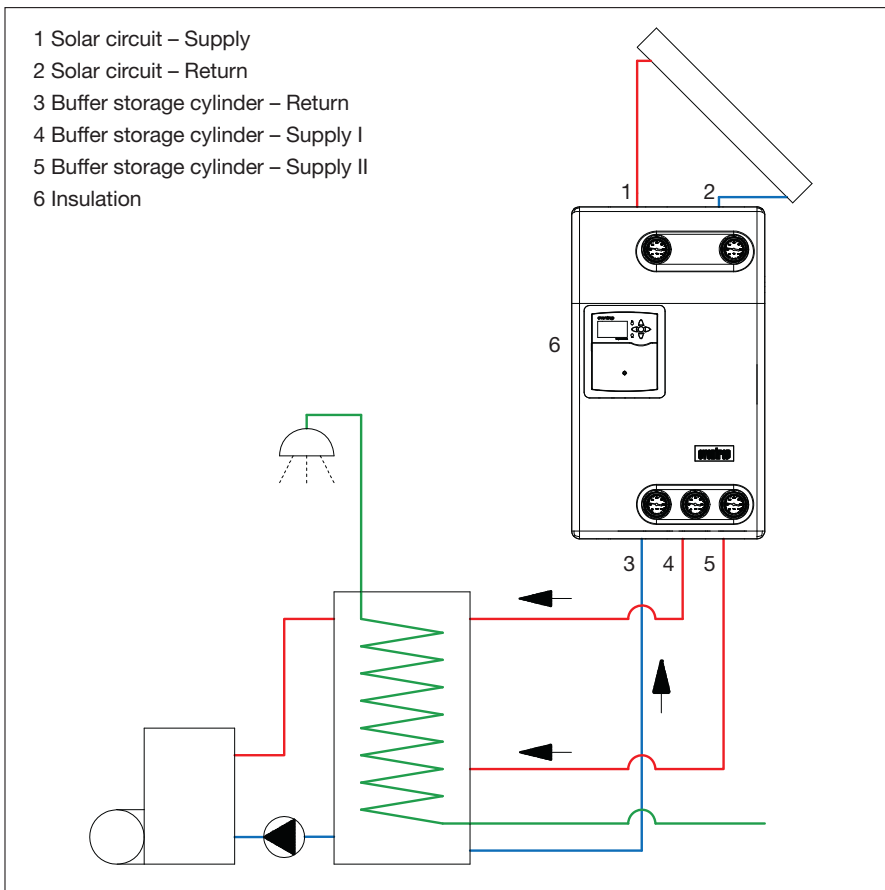 1 Solar circuit – Supply
2 Solar circuit – Return
3 Buffer storage cylinder – Return
4 Buffer storage cylinder – Supply I
5 Buffer storage cylinder – Supply II
6 Insulation
1 2
6
3 4 5